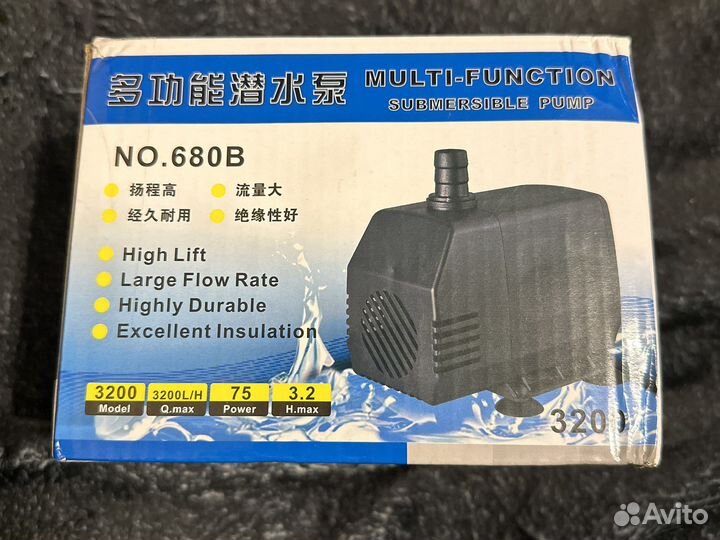 多功能潜水泵 MULTI-FUNCTION
SUBMERSIBLE PUMP
NO.680B
扬程高 流量大
经久耐用 绝缘性好
High Lift
Large Flow Rate
Highly Durable
Excellent Insulation
3200 3200L/H 75 3.2
Model Q.max Power H.max
3200
Avito